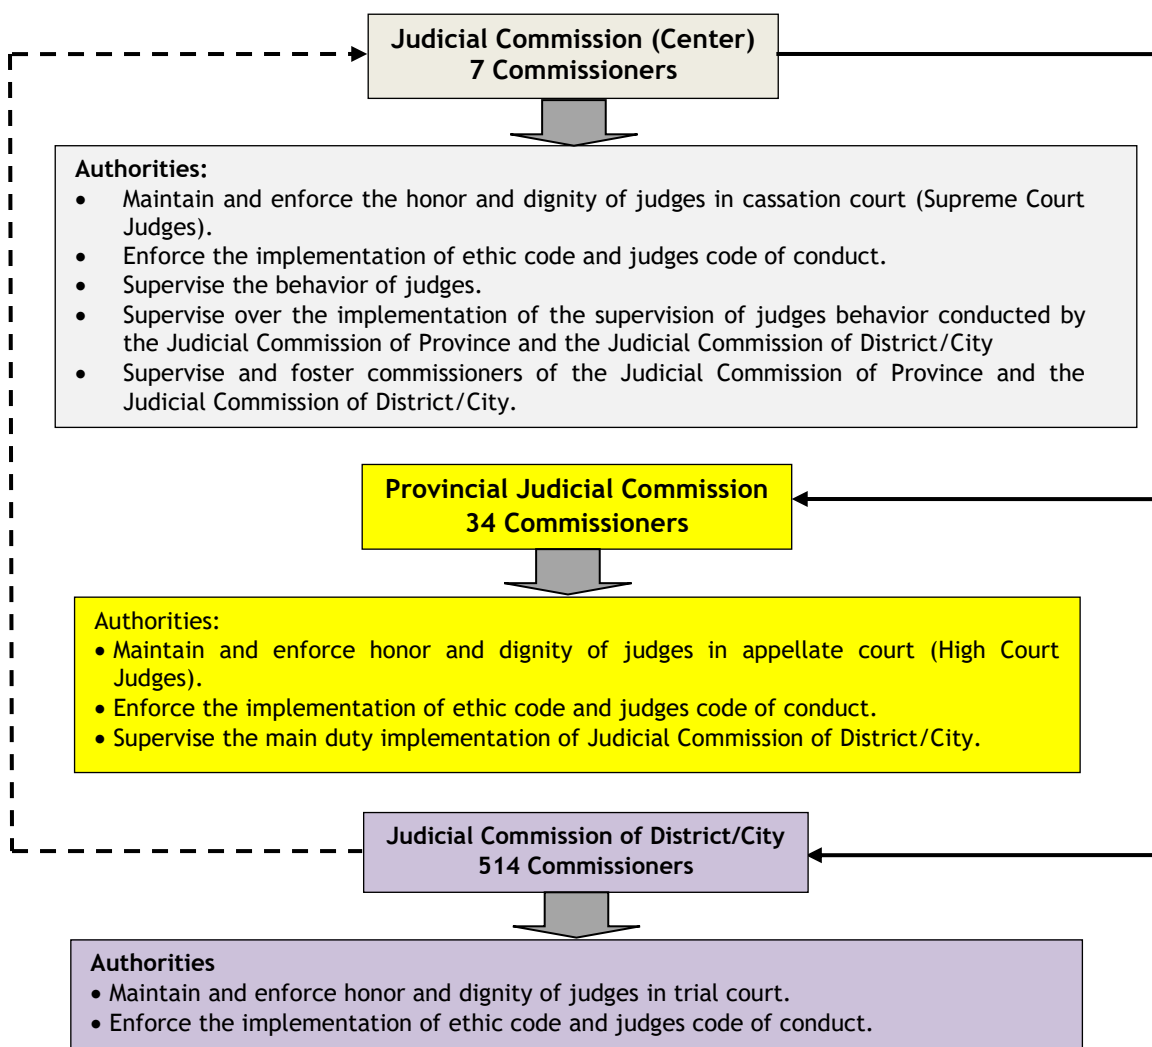 Judicial Commission (Center)
7 Commissioners
Authorities:
• Maintain and enforce the honor and dignity of judges in cassation court (Supreme Court
Judges).
• Enforce the implementation of ethic code and judges code of conduct.
• Supervise the behavior of judges.
• Supervise over the implementation of the supervision of judges behavior conducted by
the Judicial Commission of Province and the Judicial Commission of District/City
• Supervise and foster commissioners of the Judicial Commission of Province and the
Judicial Commission of District/City.
Provincial Judicial Commission
34 Commissioners
Authorities:
• Maintain and enforce honor and dignity of judges in appellate court (High Court
Judges).
• Enforce the implementation of ethic code and judges code of conduct.
• Supervise the main duty implementation of Judicial Commission of District/City.
Judicial Commission of District/City
514 Commissioners
Authorities
• Maintain and enforce honor and dignity of judges in trial court.
• Enforce the implementation of ethic code and judges code of conduct.